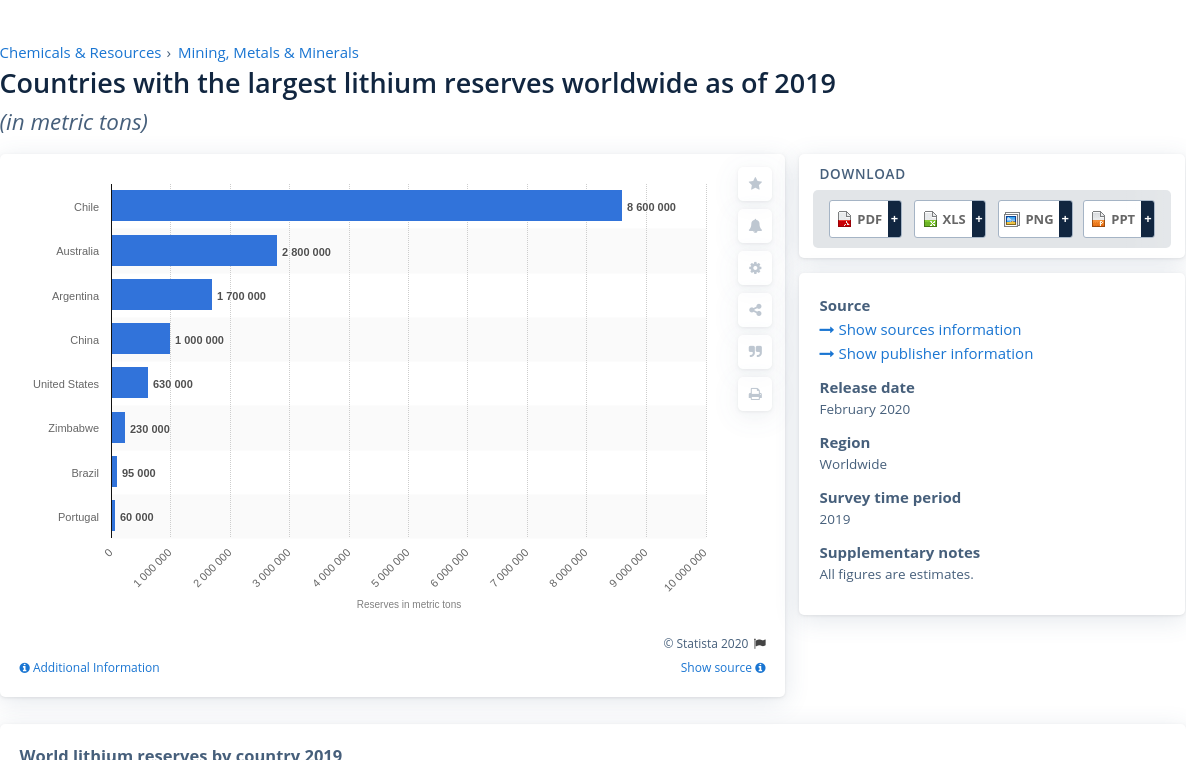 Chemicals & Resources › Mining, Metals & Minerals
Countries with the largest lithium reserves worldwide as of 2019
(in metric tons)
Chile 8 600 000
Australia 2 800 000
Argentina 1 700 000
China 1 000 000
United States 630 000
Zimbabwe 230 000
Brazil 95 000
Portugal 60 000
0 1 000 000 2 000 000 3 000 000 4 000 000 5 000 000 6 000 000 7 000 000 8 000 000 9 000 000 10 000 000
Reserves in metric tons
© Statista 2020
Additional Information Show source
DOWNLOAD
PDF + XLS + PNG + PPT +
Source
Show sources information
Show publisher information
Release date
February 2020
Region
Worldwide
Survey time period
2019
Supplementary notes
All figures are estimates.
World lithium reserves by country 2019